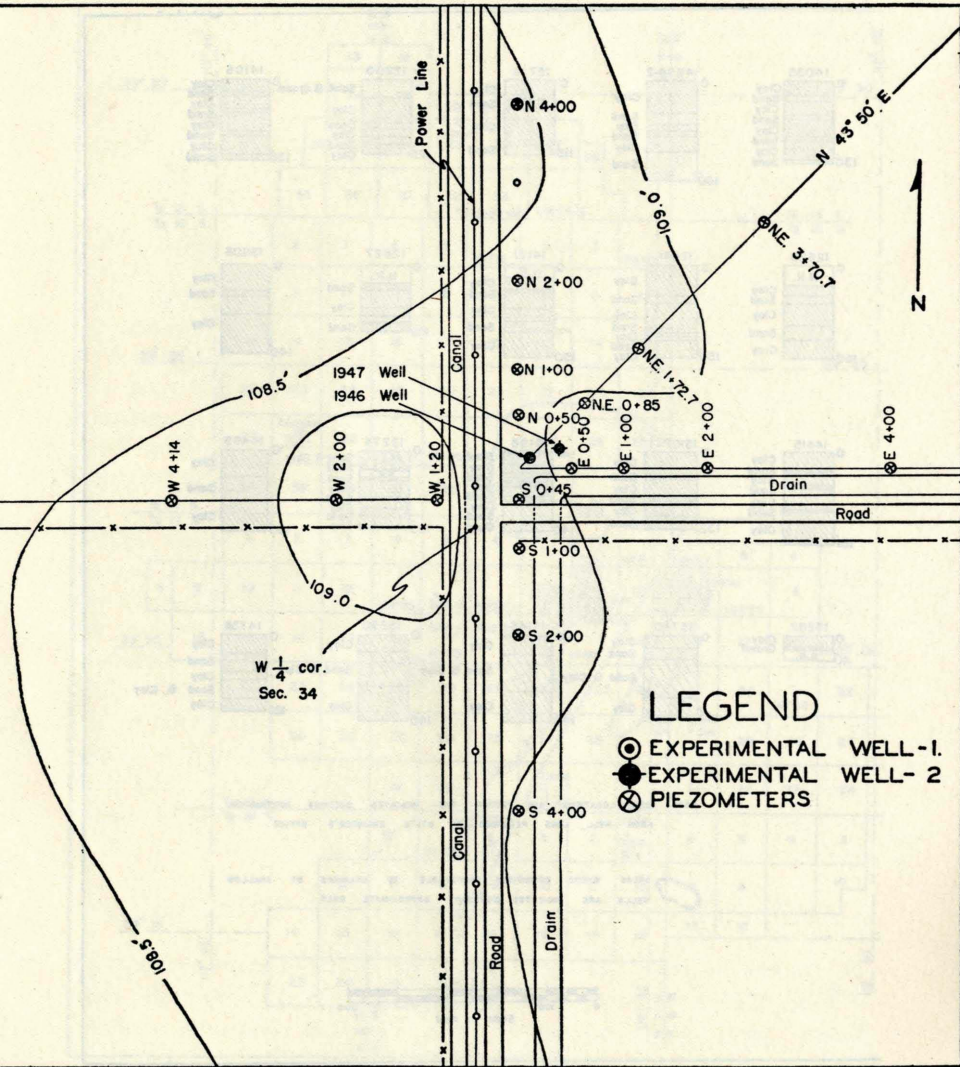 Power Line
N 4+00
N 43° 50' E
109.0'
N.E. 3+70.7
N 2+00
N
Canal
N 1+00
N.E. 1+72.7
1947 Well
108.5'
1946 Well
N.E. 0+85
N 0+50
W 4+14
W 2+00
W 1+20
E 0+50
E 1+00
E 2+00
E 4+00
S 0+45
Drain
Road
S 1+00
109.0
S 2+00
W 1/4 cor.
Sec. 34
LEGEND
EXPERIMENTAL WELL-1.
EXPERIMENTAL WELL-2
PIEZOMETERS
S 4+00
Canal
108.5'
Road
Drain